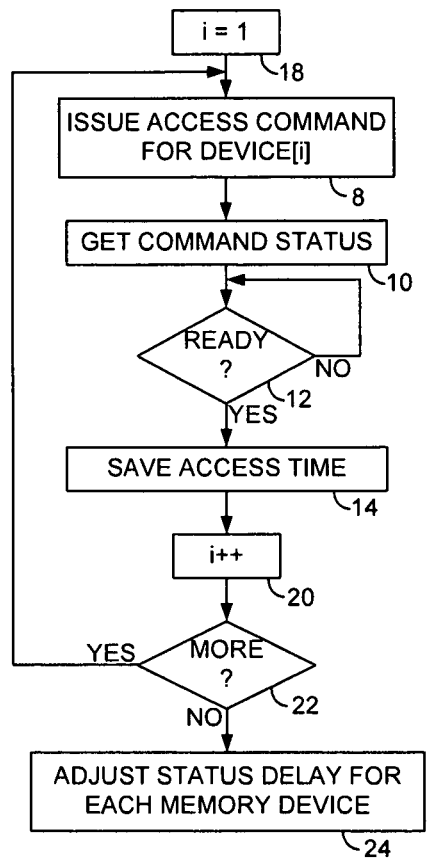 i = 1
18
ISSUE ACCESS COMMAND
FOR DEVICE[i]
8
GET COMMAND STATUS
10
READY
?
NO
12
YES
SAVE ACCESS TIME
14
i++
20
YES
MORE
?
22
NO
ADJUST STATUS DELAY FOR
EACH MEMORY DEVICE
24